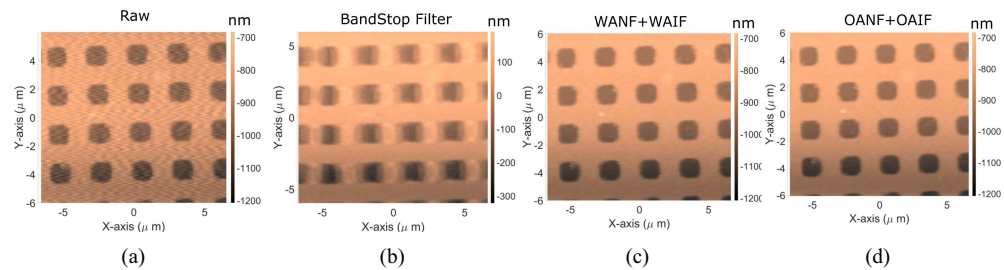 Raw
nm
-700
-800
-900
-1000
-1100
-1200
4
2
0
-2
-4
-6
Y-axis (μ m)
-5
0
5
X-axis (μ m)
(a)
BandStop Filter
nm
100
0
-100
-200
-300
5
0
-5
Y-axis (μ m)
-5
0
5
X-axis (μ m)
(b)
WANF+WAIF
nm
-700
-800
-900
-1000
-1100
-1200
6
4
2
0
-2
-4
-6
Y-axis (μ m)
-5
0
5
X-axis (μ m)
(c)
OANF+OAIF
nm
-700
-800
-900
-1000
-1100
-1200
6
4
2
0
-2
-4
-6
Y-axis (μ m)
-5
0
5
X-axis (μ m)
(d)